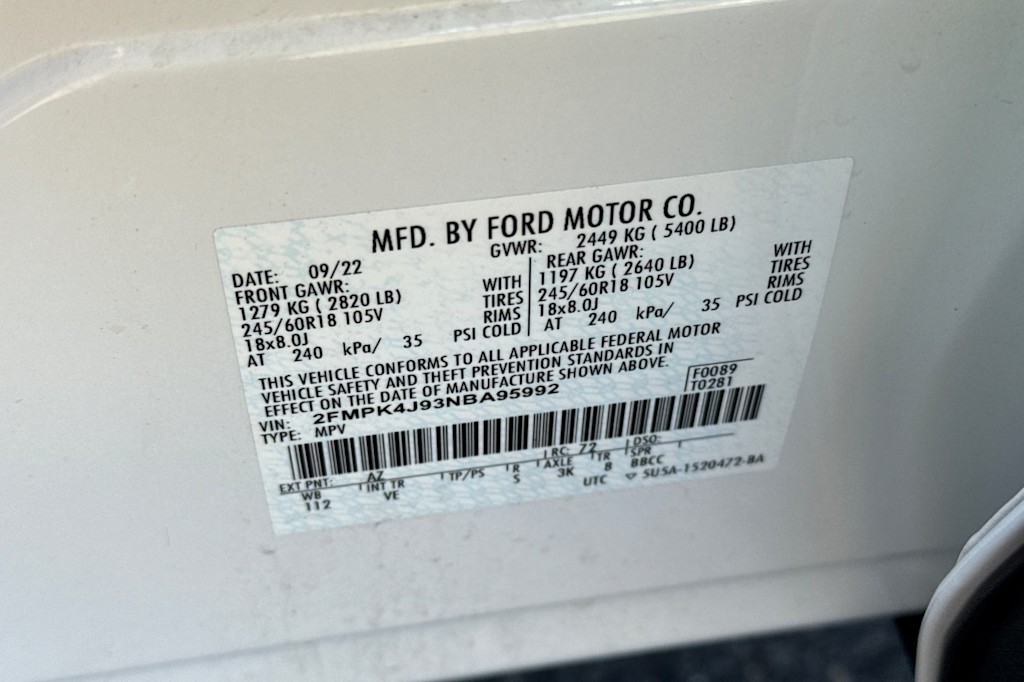 MFD. BY FORD MOTOR CO.
DATE: 09/22 GVWR: 2449 KG ( 5400 LB)
FRONT GAWR: WITH
1279 KG ( 2820 LB) TIRES
245/60R18 105V RIMS
18x8.0J
AT 240 kPa/ 35 PSI COLD
REAR GAWR: WITH
1197 KG ( 2640 LB) TIRES
245/60R18 105V RIMS
18x8.0J
AT 240 kPa/ 35 PSI COLD
THIS VEHICLE CONFORMS TO ALL APPLICABLE FEDERAL MOTOR
VEHICLE SAFETY AND THEFT PREVENTION STANDARDS IN
EFFECT ON THE DATE OF MANUFACTURE SHOWN ABOVE.
VIN: 2FMPK4J93NBA95992 F0089
TYPE: MPV T0281
EXT PNT: AZ RC: 72 DSO:
WB INT TR TP/PS R AXLE TR SPR
112 VE S 3K 8 BBCC
UTC ▽ 5U5A-1520472-BA